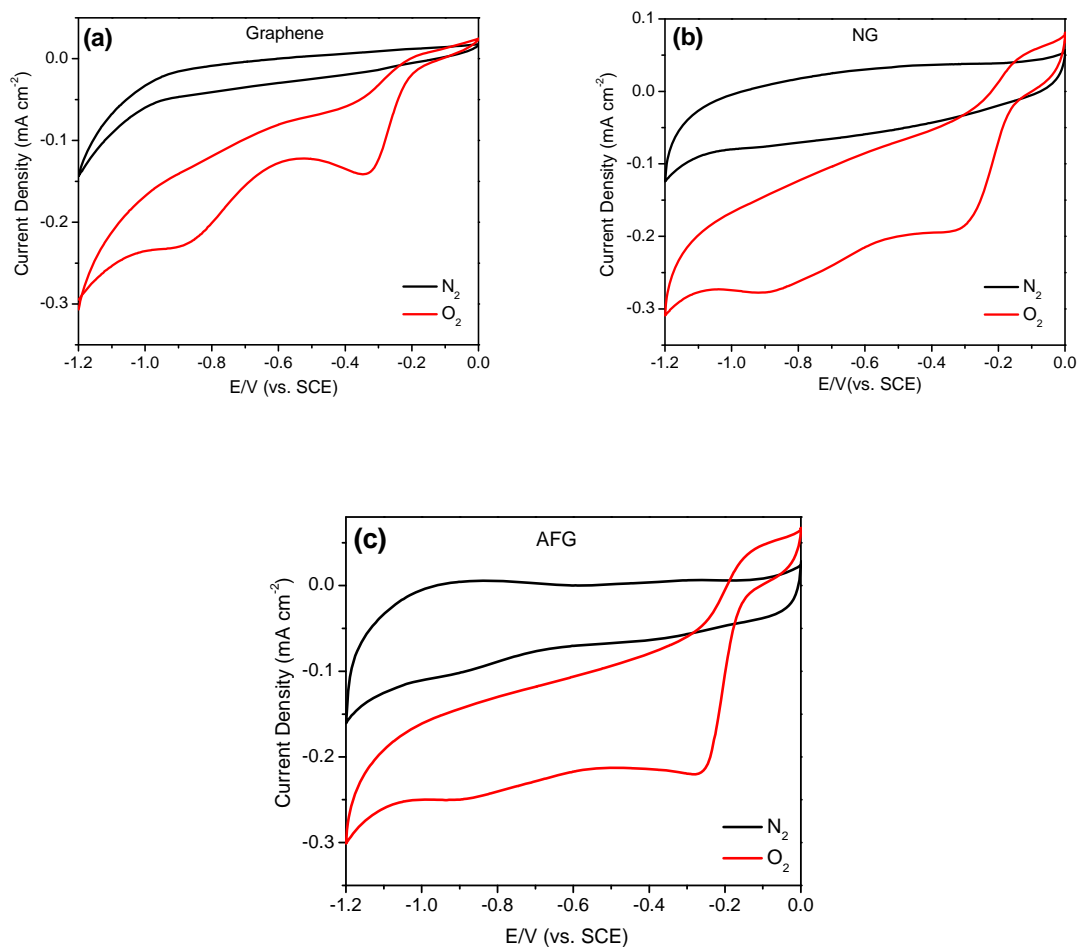 (a)
Graphene
Current Density (mA cm-2)
0.0
-0.1
-0.2
-0.3
N2
O2
-1.2 -1.0 -0.8 -0.6 -0.4 -0.2 0.0
E/V (vs. SCE)
(b)
NG
Current Density (mA cm-2)
0.1
0.0
-0.1
-0.2
-0.3
N2
O2
-1.2 -1.0 -0.8 -0.6 -0.4 -0.2 0.0
E/V(vs. SCE)
(c)
AFG
Current Density (mA cm-2)
0.0
-0.1
-0.2
-0.3
N2
O2
-1.2 -1.0 -0.8 -0.6 -0.4 -0.2 0.0
E/V (vs. SCE)